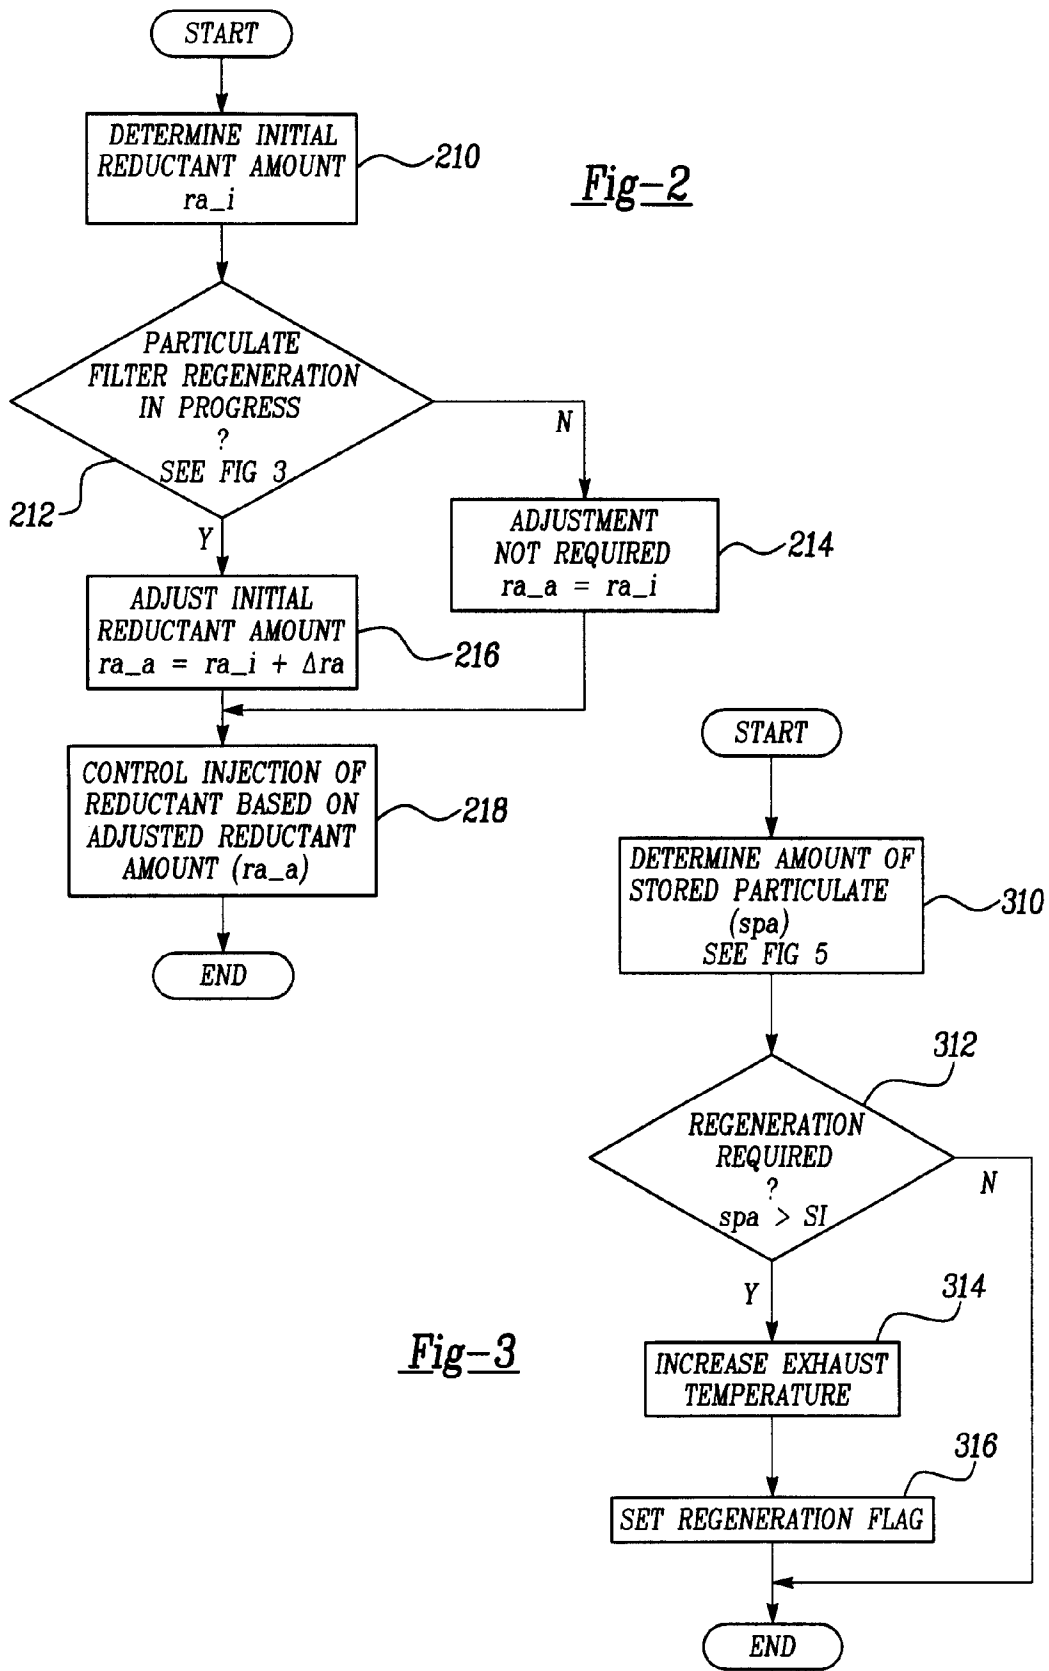 START
DETERMINE INITIAL
REDUCTANT AMOUNT
ra_i
210
Fig-2
PARTICULATE
FILTER REGENERATION
IN PROGRESS
?
SEE FIG 3
212
N
Y
ADJUSTMENT
NOT REQUIRED
ra_a = ra_i
214
ADJUST INITIAL
REDUCTANT AMOUNT
ra_a = ra_i + Δra
216
CONTROL INJECTION OF
REDUCTANT BASED ON
ADJUSTED REDUCTANT
AMOUNT (ra_a)
218
END
START
DETERMINE AMOUNT OF
STORED PARTICULATE
(spa)
SEE FIG 5
310
312
REGENERATION
REQUIRED
?
spa > SI
N
Y
314
Fig-3
INCREASE EXHAUST
TEMPERATURE
316
SET REGENERATION FLAG
END